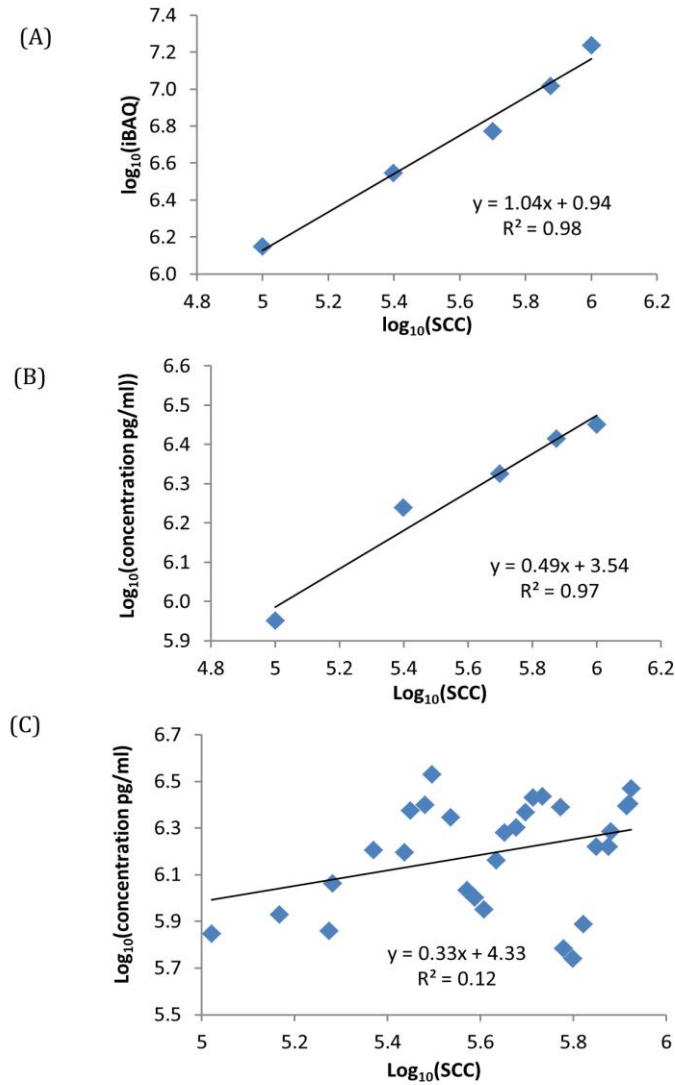 (A)
log₁₀(iBAQ)
7.4
7.2
7.0
6.8
6.6
6.4
6.2
6.0
y = 1.04x + 0.94
R² = 0.98
4.8 5 5.2 5.4 5.6 5.8 6 6.2
log₁₀(SCC)
(B)
Log₁₀(concentration pg/ml))
6.6
6.5
6.4
6.3
6.2
6.1
6.0
5.9
y = 0.49x + 3.54
R² = 0.97
4.8 5 5.2 5.4 5.6 5.8 6 6.2
Log₁₀(SCC)
(C)
Log₁₀(concentration pg/ml)
6.7
6.5
6.3
6.1
5.9
5.7
5.5
y = 0.33x + 4.33
R² = 0.12
5 5.2 5.4 5.6 5.8 6
Log₁₀(SCC)